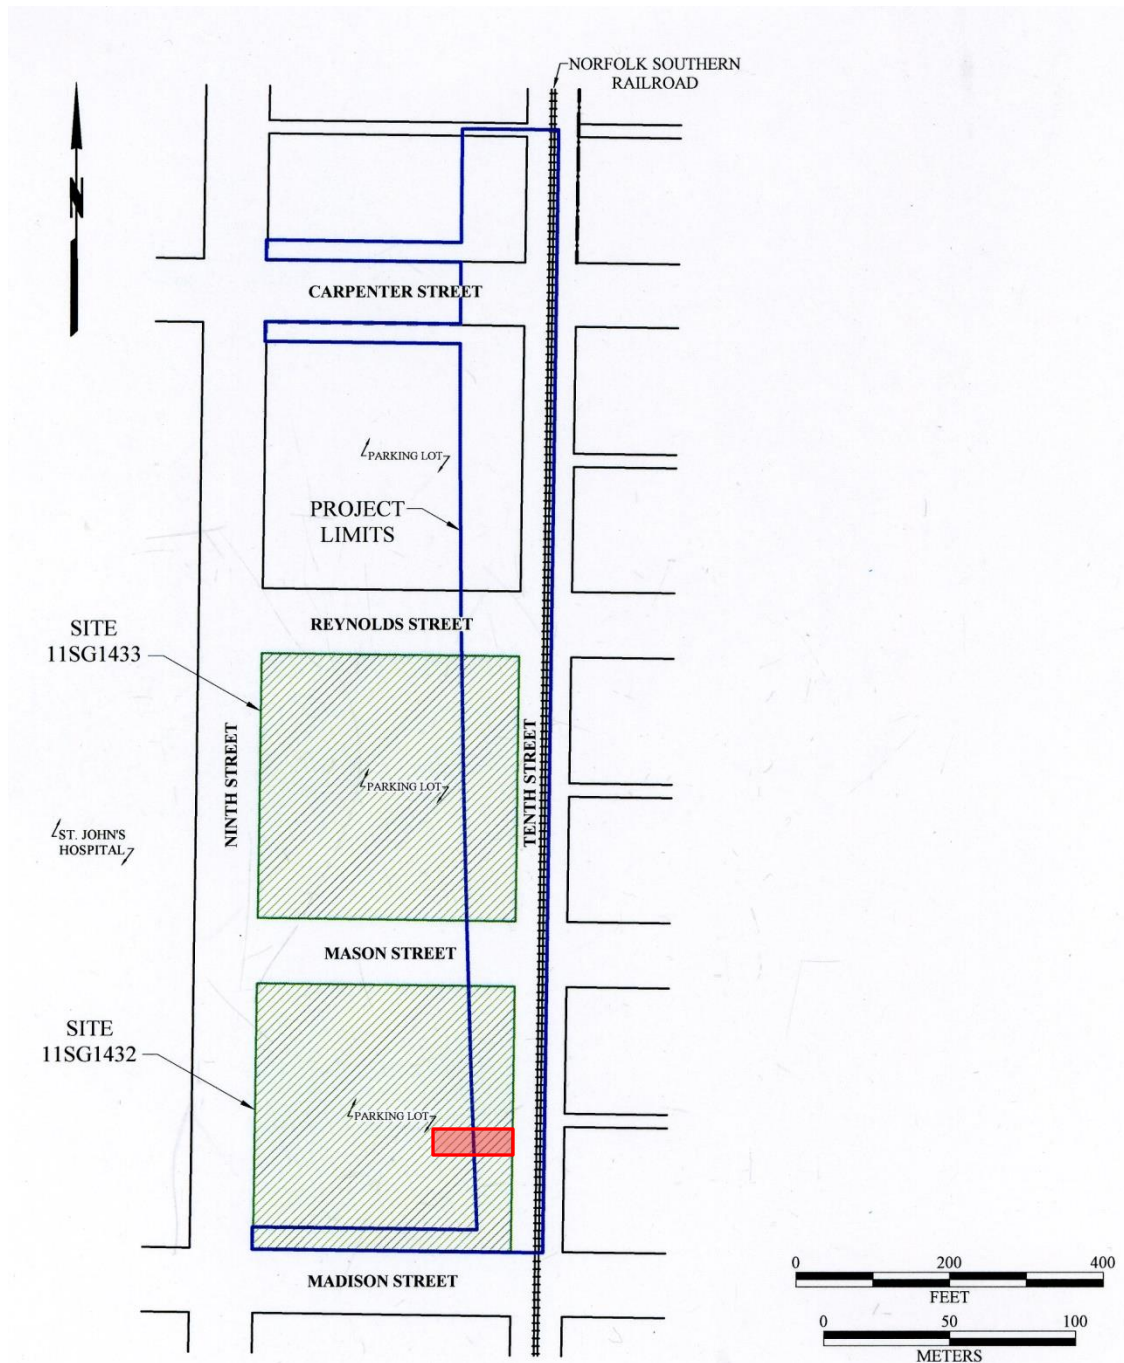 NORFOLK SOUTHERN
RAILROAD
N
CARPENTER STREET
PARKING LOT
PROJECT
LIMITS
REYNOLDS STREET
SITE
11SG1433
NINTH STREET
TENTH STREET
PARKING LOT
ST. JOHN'S
HOSPITAL
MASON STREET
SITE
11SG1432
PARKING LOT
MADISON STREET
0 200 400
FEET
0 50 100
METERS